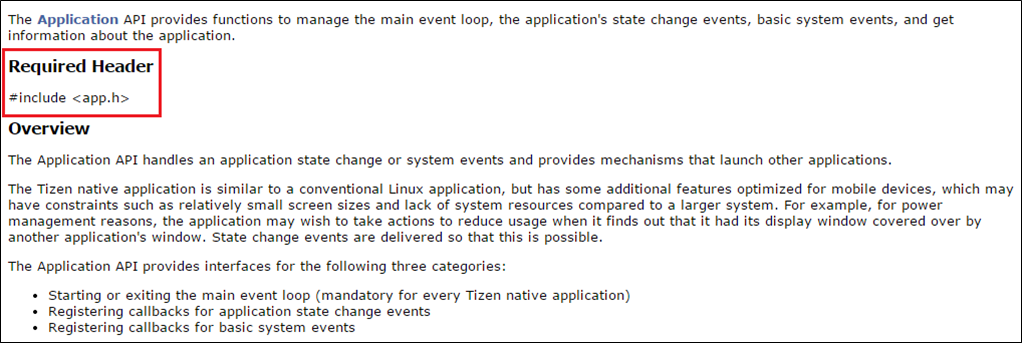 The Application API provides functions to manage the main event loop, the application's state change events, basic system events, and get
information about the application.
Required Header
#include <app.h>
Overview
The Application API handles an application state change or system events and provides mechanisms that launch other applications.
The Tizen native application is similar to a conventional Linux application, but has some additional features optimized for mobile devices, which may
have constraints such as relatively small screen sizes and lack of system resources compared to a larger system. For example, for power
management reasons, the application may wish to take actions to reduce usage when it finds out that it had its display window covered over by
another application's window. State change events are delivered so that this is possible.
The Application API provides interfaces for the following three categories:
• Starting or exiting the main event loop (mandatory for every Tizen native application)
• Registering callbacks for application state change events
• Registering callbacks for basic system events